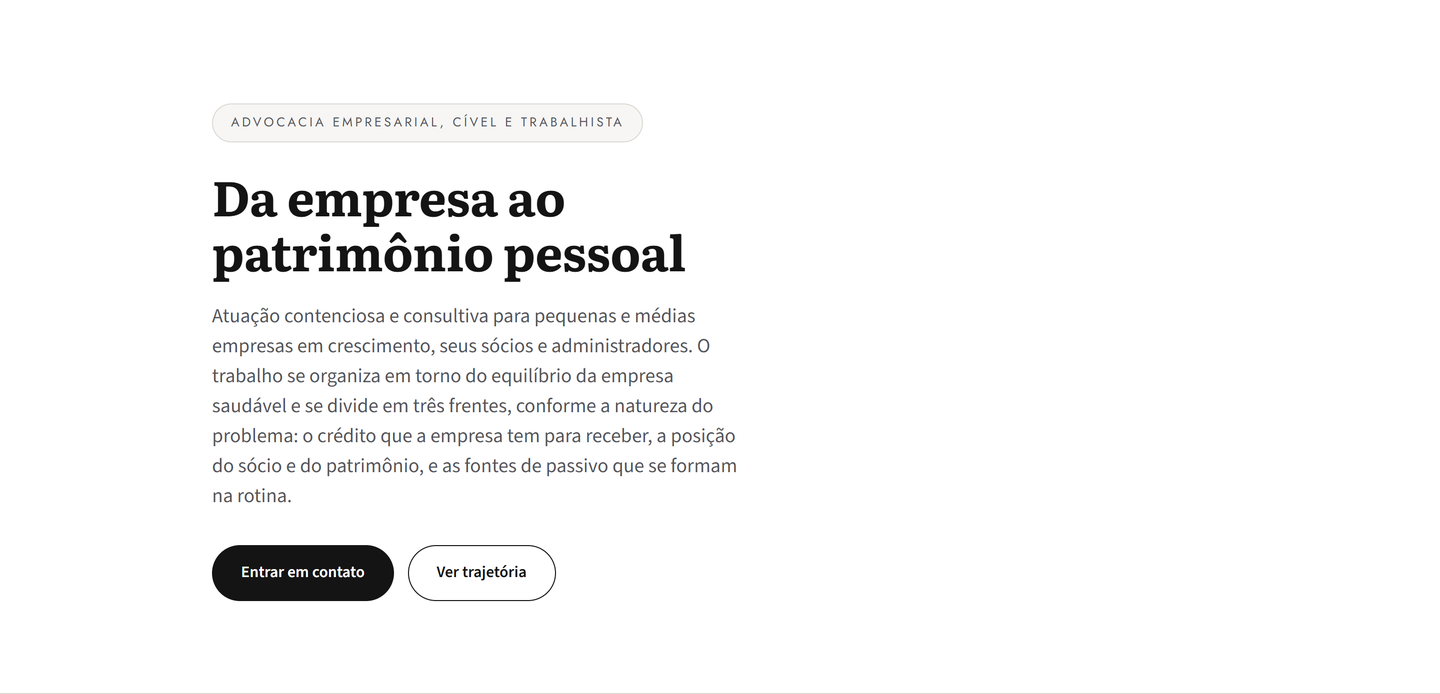 ADVOCACIA EMPRESARIAL, CÍVEL E TRABALHISTA
Da empresa ao
patrimônio pessoal
Atuação contenciosa e consultiva para pequenas e médias
empresas em crescimento, seus sócios e administradores. O
trabalho se organiza em torno do equilíbrio da empresa
saudável e se divide em três frentes, conforme a natureza do
problema: o crédito que a empresa tem para receber, a posição
do sócio e do patrimônio, e as fontes de passivo que se formam
na rotina.
Entrar em contato
Ver trajetória